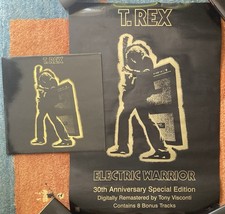 T.REX
T.REX
ELECTRIC WARRIOR
30th Anniversary Special Edition
Digitally Remastered by Tony Visconti
Contains 8 Bonus Tracks